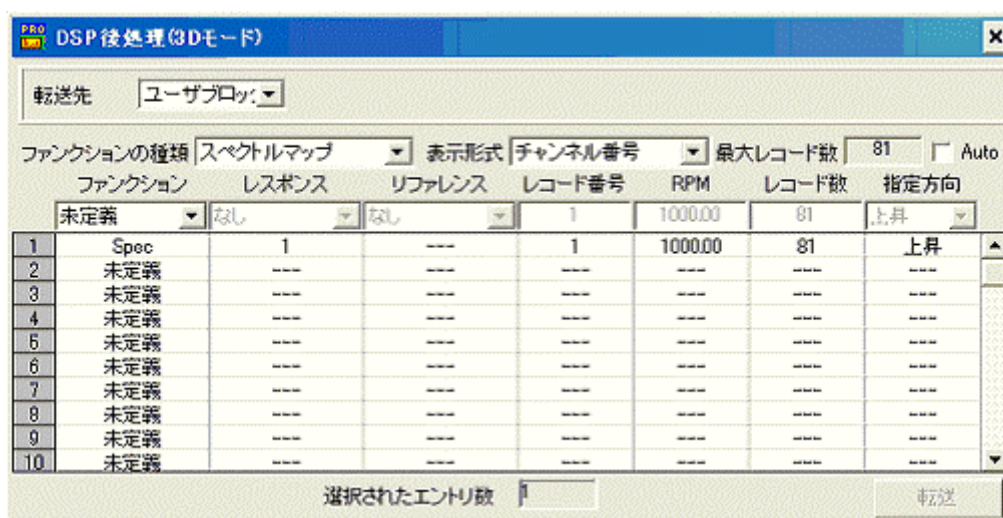 PRO DSP後処理(3Dモード)
転送先 ユーザブロッ
ファンクションの種類 スペクトルマップ 表示形式 チャンネル番号 最大レコード数 81 Auto
ファンクション レスポンス リファレンス レコード番号 RPM レコード数 指定方向
未定義 なし なし 1 1000.00 81 上昇
1 Spec 1 --- 1 1000.00 81 上昇
2 未定義 --- --- --- --- --- ---
3 未定義 --- --- --- --- --- ---
4 未定義 --- --- --- --- --- ---
5 未定義 --- --- --- --- --- ---
6 未定義 --- --- --- --- --- ---
7 未定義 --- --- --- --- --- ---
8 未定義 --- --- --- --- --- ---
9 未定義 --- --- --- --- --- ---
10 未定義 --- --- --- --- --- ---
選択されたエントリ数 1 転送